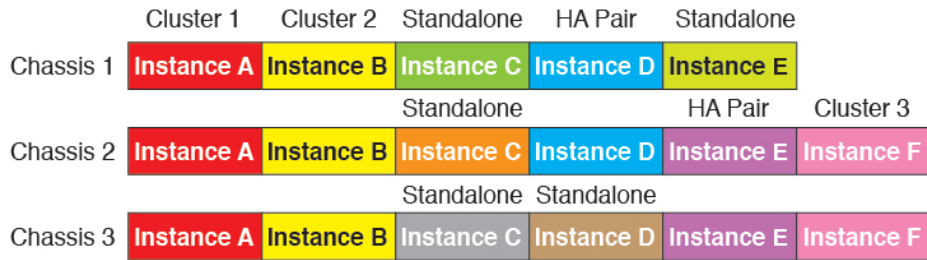 Cluster 1 Cluster 2 Standalone HA Pair Standalone
Chassis 1 Instance A Instance B Instance C Instance D Instance E
Standalone HA Pair Cluster 3
Chassis 2 Instance A Instance B Instance C Instance D Instance E Instance F
Standalone Standalone
Chassis 3 Instance A Instance B Instance C Instance D Instance E Instance F